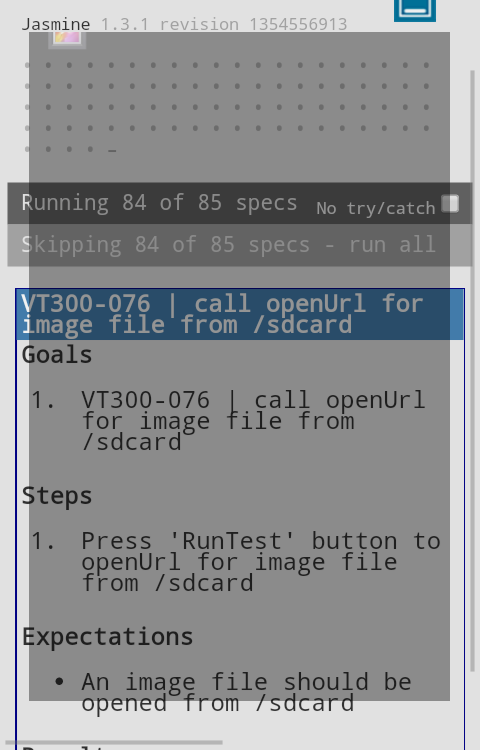 Jasmine 1.3.1 revision 1354556913
Running 84 of 85 specs
No try/catch
Skipping 84 of 85 specs - run all
VT300-076 | call openUrl for
image file from /sdcard
Goals
1. VT300-076 | call openUrl
for image file from
/sdcard
Steps
1. Press 'RunTest' button to
openUrl for image file
from /sdcard
Expectations
• An image file should be
opened from /sdcard